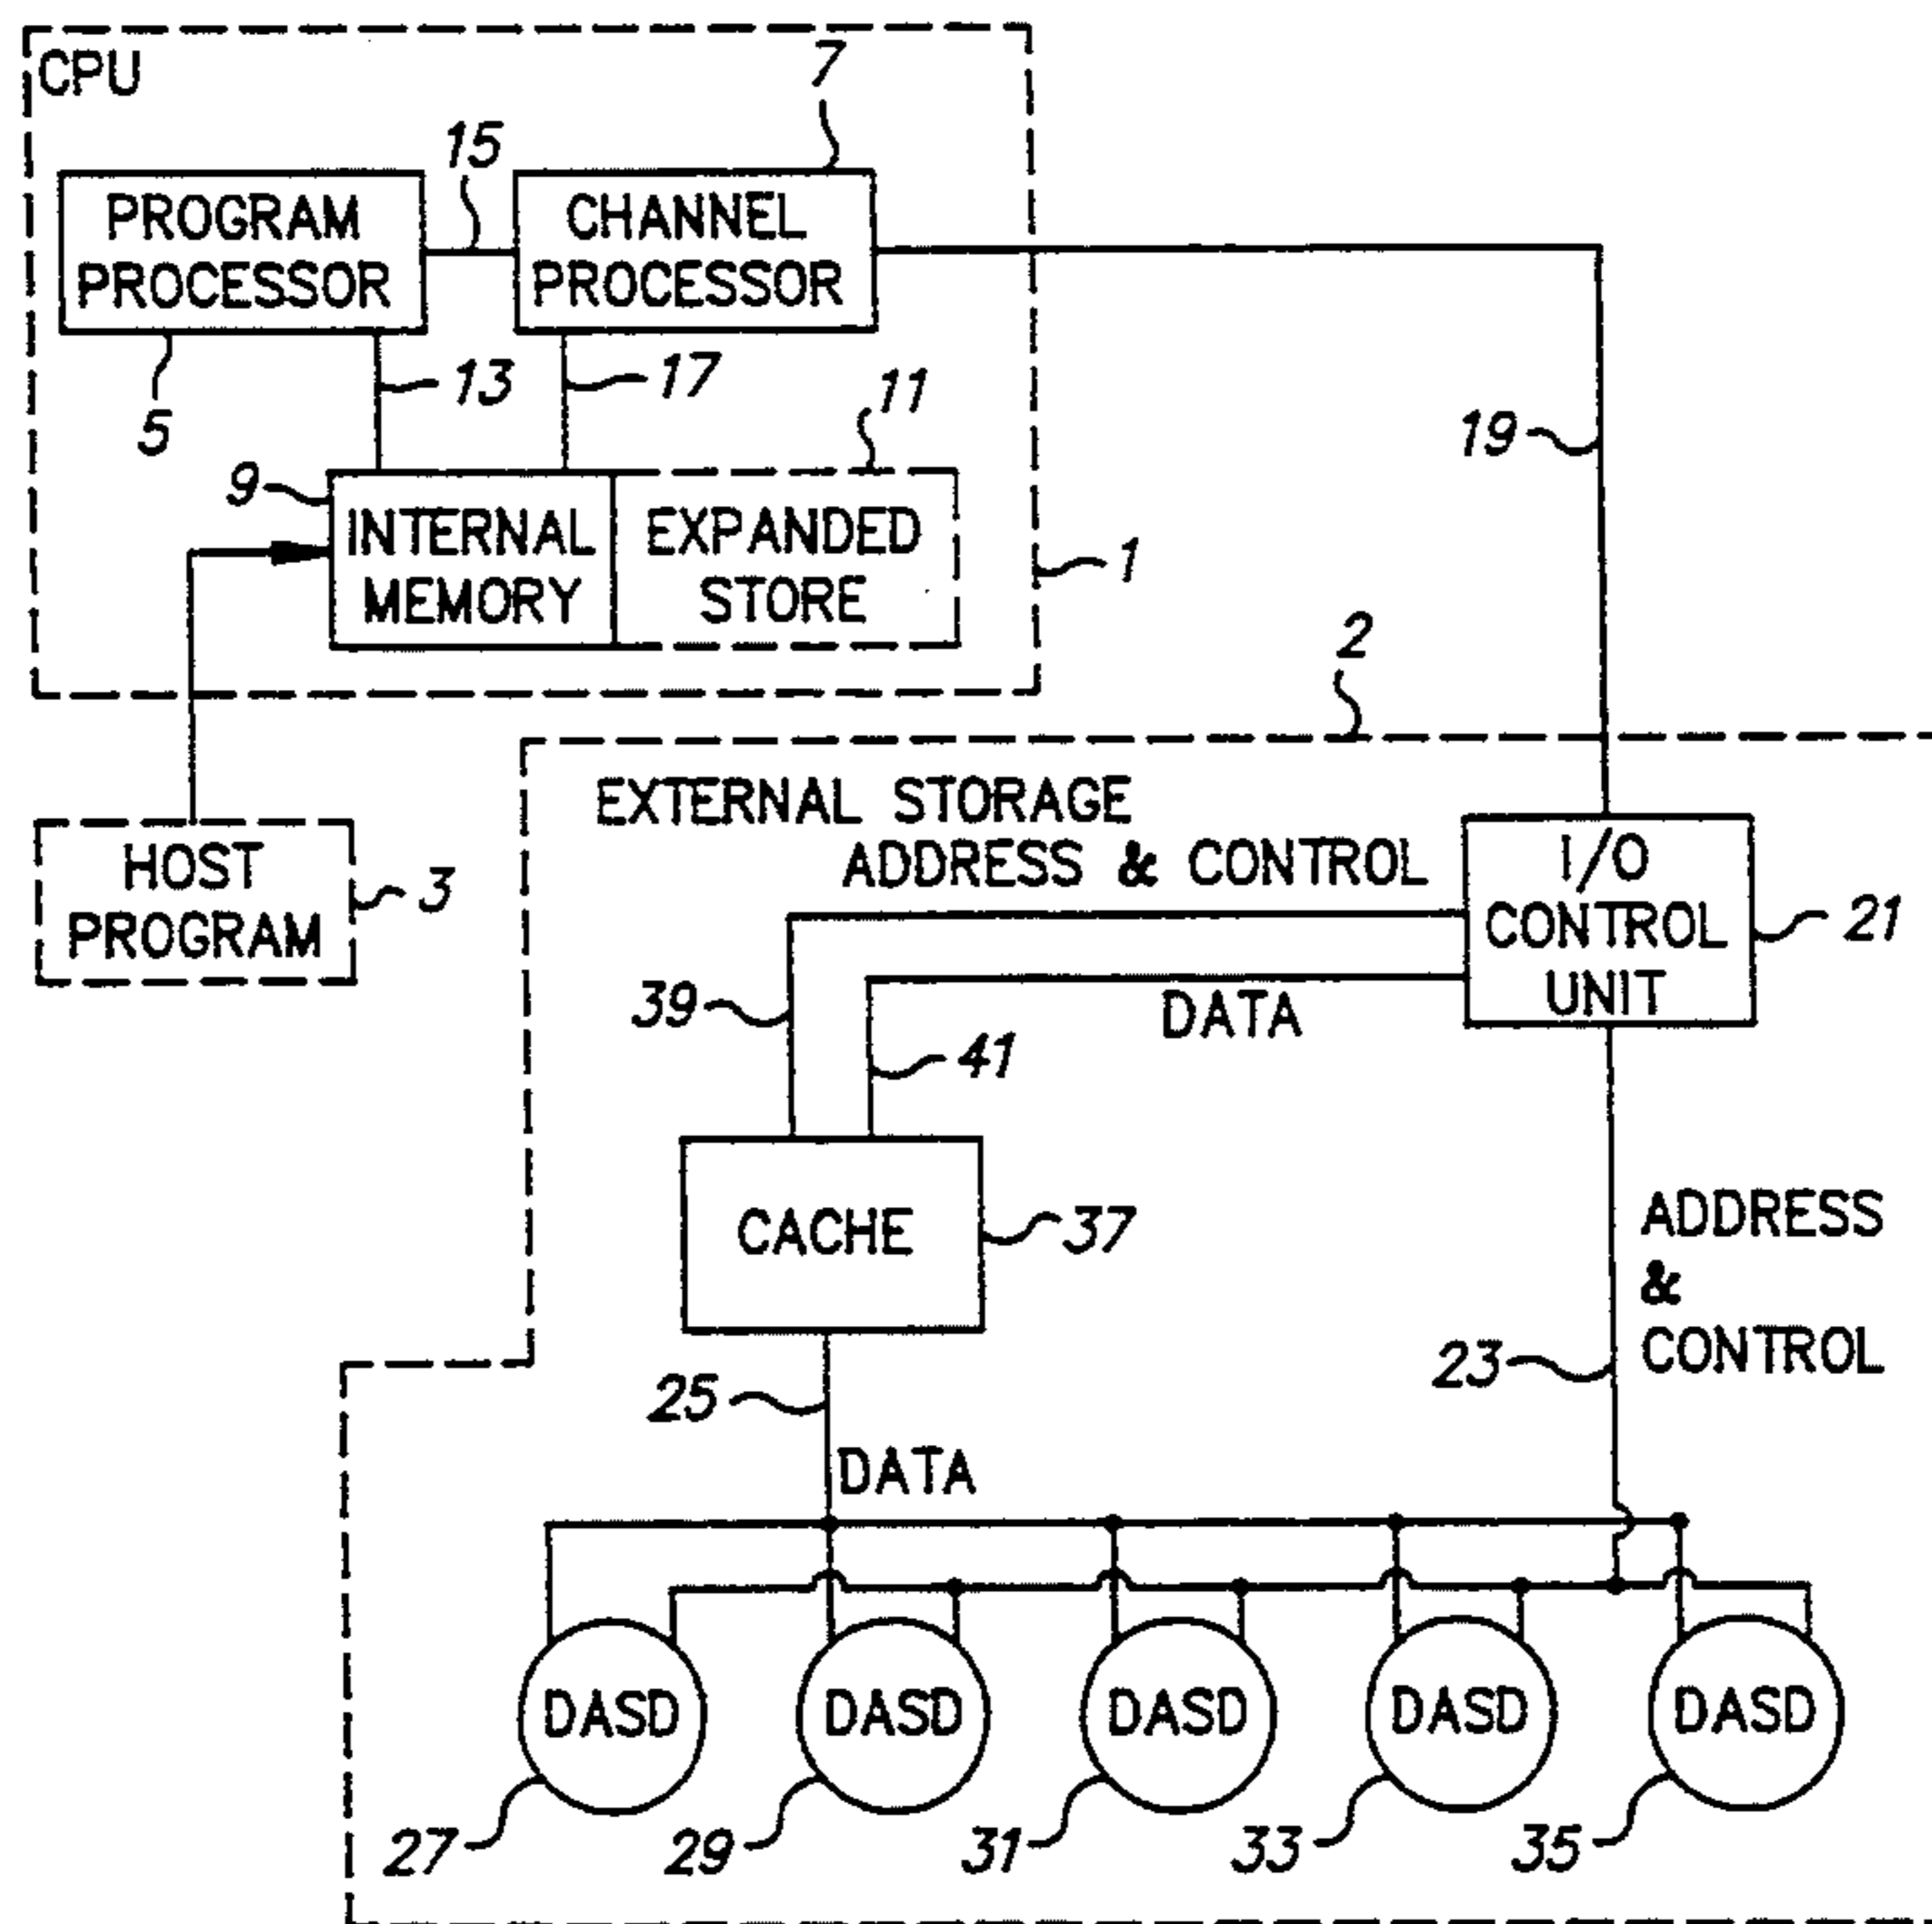 CPU
7
15
PROGRAM
PROCESSOR
CHANNEL
PROCESSOR
5
13
17
11
19
9
INTERNAL
MEMORY
EXPANDED
STORE
1
2
HOST
PROGRAM
3
EXTERNAL STORAGE
ADDRESS & CONTROL
I/O
CONTROL
UNIT
21
39
DATA
41
CACHE
37
ADDRESS
&
CONTROL
23
25
DATA
DASD
DASD
DASD
DASD
DASD
27
29
31
33
35